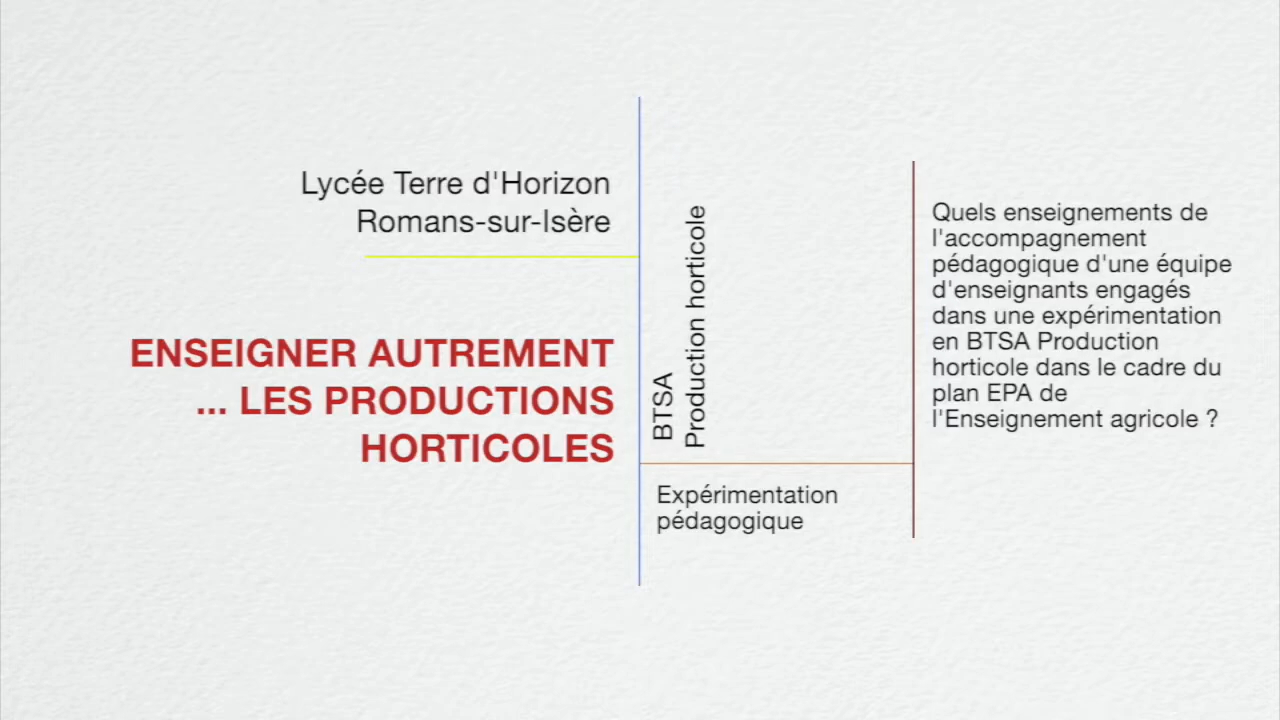 Lycée Terre d'Horizon
Romans-sur-Isère
ENSEIGNER AUTREMENT
... LES PRODUCTIONS
HORTICOLES
BTSA
Production horticole
Expérimentation
pédagogique
Quels enseignements de
l'accompagnement
pédagogique d'une équipe
d'enseignants engagés
dans une expérimentation
en BTSA Production
horticole dans le cadre du
plan EPA de
l'Enseignement agricole ?